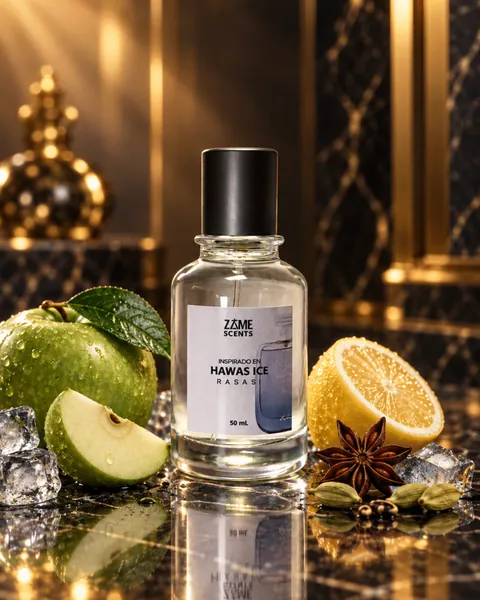 ZAME
SCENTS
INSPIRADO EN
HAWAS ICE
RASASI
50 mL